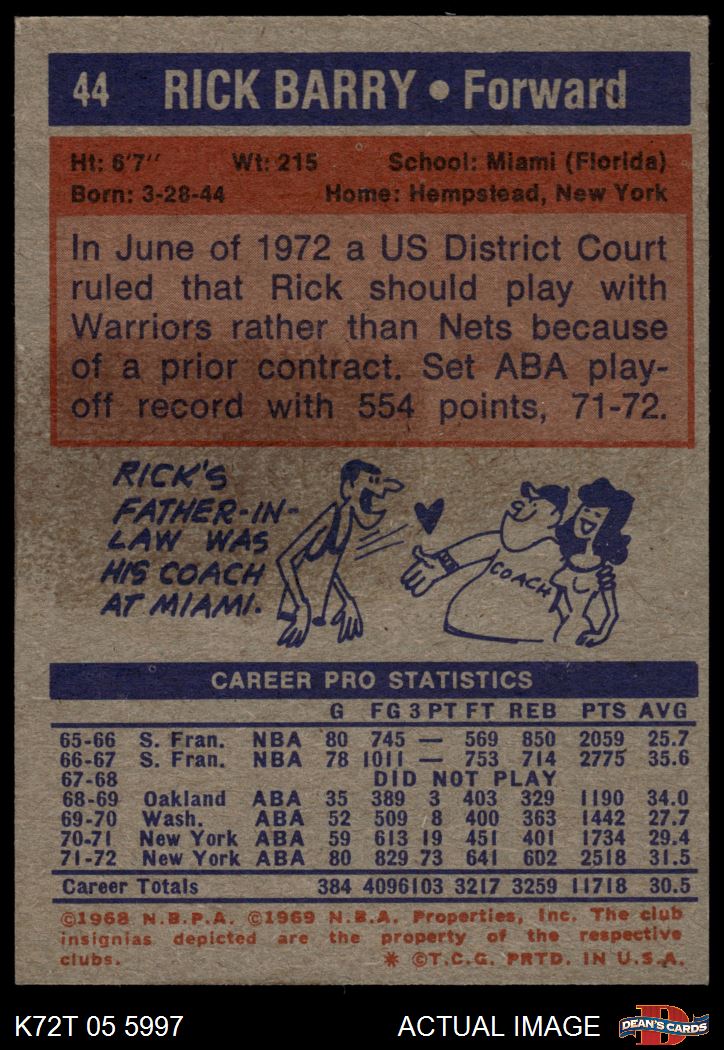 44 RICK BARRY • Forward
Ht: 6'7" Wt: 215 School: Miami (Florida)
Born: 3-28-44 Home: Hempstead, New York
In June of 1972 a US District Court
ruled that Rick should play with
Warriors rather than Nets because
of a prior contract. Set ABA play-
off record with 554 points, 71-72.
RICK'S
FATHER-IN-
LAW WAS
HIS COACH
AT MIAMI.
COACH
CAREER PRO STATISTICS
G FG 3 PT FT REB PTS AVG
65-66 S. Fran. NBA 80 745 — 569 850 2059 25.7
66-67 S. Fran. NBA 78 1011 — 753 714 2775 35.6
67-68 DID NOT PLAY
68-69 Oakland ABA 35 389 3 403 329 1190 34.0
69-70 Wash. ABA 52 509 8 400 363 1442 27.7
70-71 New York ABA 59 613 19 451 401 1734 29.4
71-72 New York ABA 80 829 73 641 602 2518 31.5
Career Totals 384 4096 103 3217 3259 11718 30.5
©1968 N.B.P.A. ©1969 N.B.A. Properties, Inc. The club
insignias depicted are the property of the respective
clubs. * ©T.C.G. PRTD. IN U.S.A.
K72T 05 5997 ACTUAL IMAGE D DEAN'S CARDS